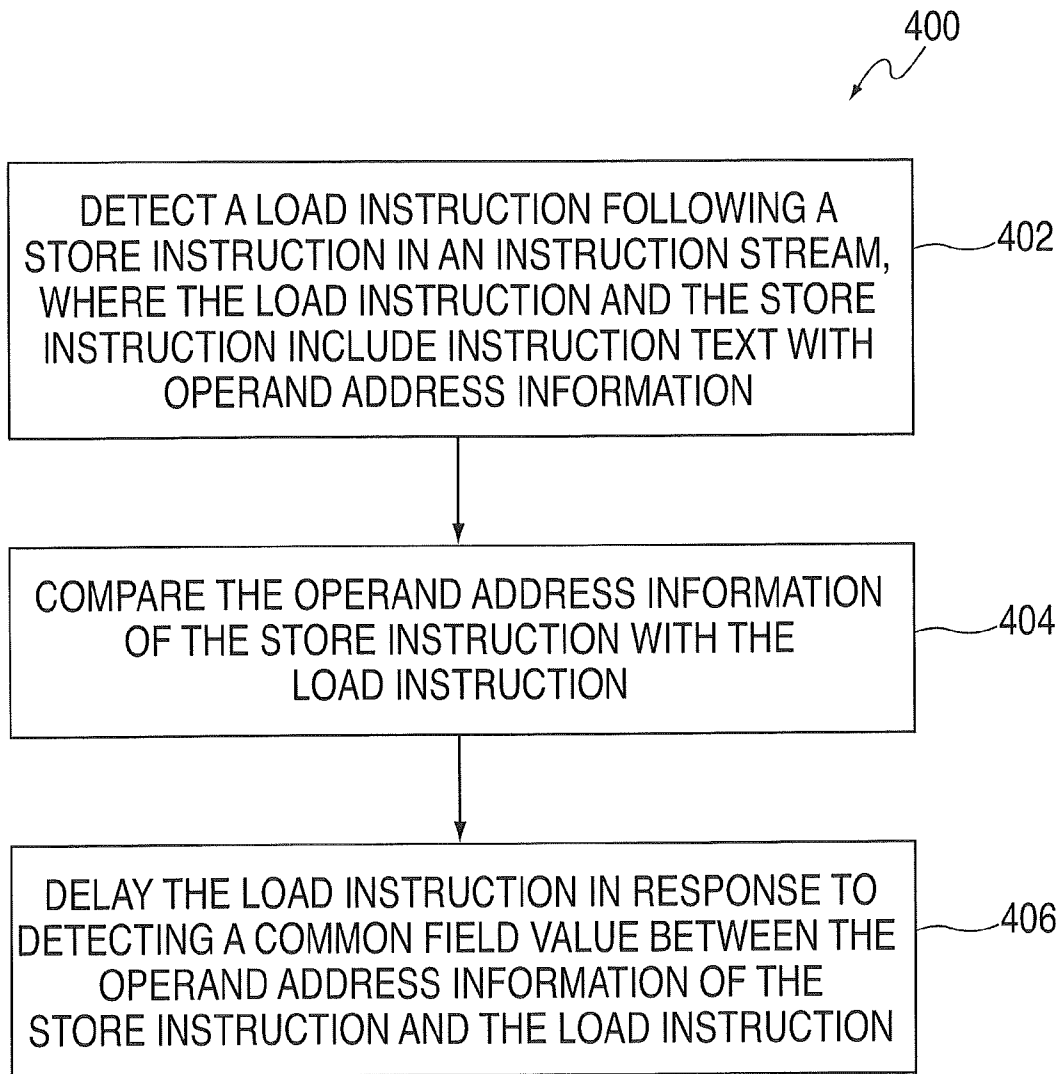 400
DETECT A LOAD INSTRUCTION FOLLOWING A
STORE INSTRUCTION IN AN INSTRUCTION STREAM,
WHERE THE LOAD INSTRUCTION AND THE STORE
INSTRUCTION INCLUDE INSTRUCTION TEXT WITH
OPERAND ADDRESS INFORMATION
402
COMPARE THE OPERAND ADDRESS INFORMATION
OF THE STORE INSTRUCTION WITH THE
LOAD INSTRUCTION
404
DELAY THE LOAD INSTRUCTION IN RESPONSE TO
DETECTING A COMMON FIELD VALUE BETWEEN THE
OPERAND ADDRESS INFORMATION OF THE
STORE INSTRUCTION AND THE LOAD INSTRUCTION
406